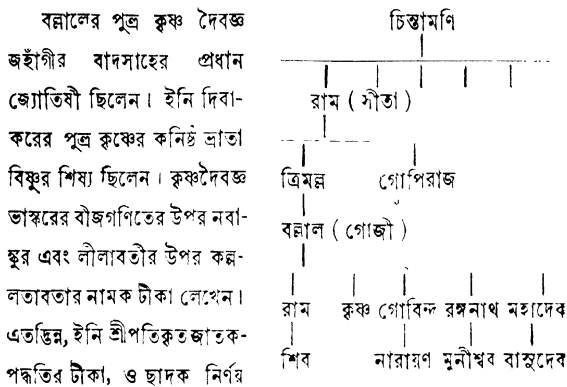 বল্লালের পুত্র কৃষ্ণ দৈবজ্ঞ
জহাঁগীর বাদসাহের প্রধান
জ্যোতিষী ছিলেন। ইনি দিবা-
করের পুত্র কৃষ্ণের কনিষ্ঠ ভ্রাতা
বিষ্ণুর শিষ্য ছিলেন। কৃষ্ণদৈবজ্ঞ
ভাস্করের বীজগণিতের উপর নবা-
ঙ্কুর এবং লীলাবতীর উপর কল্প-
লতাবতার নামক টীকা লেখেন।
এতদ্ভিন্ন, ইনি শ্রীপতিকৃত জাতক-
পদ্ধতির টীকা, ও ছাদক নির্ণয়
চিন্তামণি
রাম (সীতা)
ত্রিমল্ল গোপিরাজ
বল্লাল (গোজী)
রাম কৃষ্ণ গোবিন্দ রঙ্গনাথ মহাদেব
শিব নারায়ণ মুনীশ্বর বাসুদেব